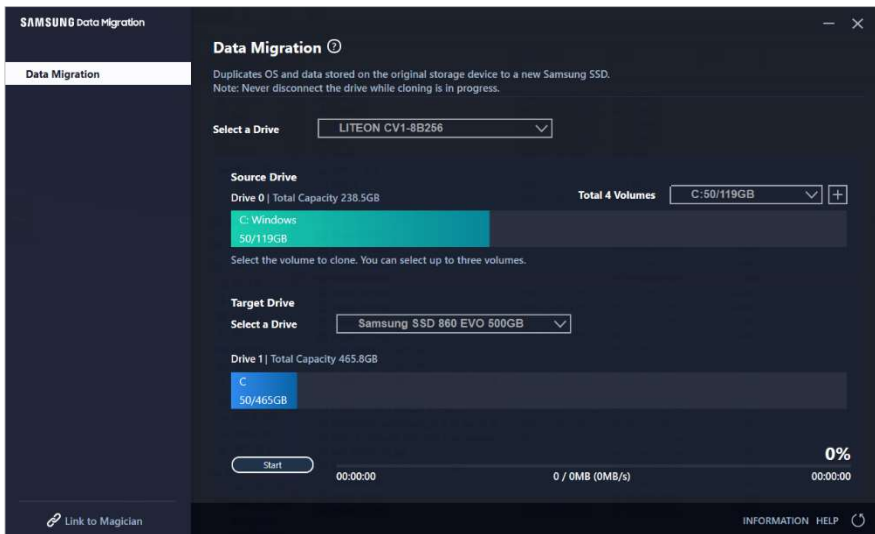 SAMSUNG Data Migration
Data Migration
Data Migration ?
Duplicates OS and data stored on the original storage device to a new Samsung SSD.
Note: Never disconnect the drive while cloning is in progress.
Select a Drive LITEON CV1-8B256
Source Drive
Drive 0 | Total Capacity 238.5GB Total 4 Volumes C:50/119GB +
C: Windows
50/119GB
Select the volume to clone. You can select up to three volumes.
Target Drive
Select a Drive Samsung SSD 860 EVO 500GB
Drive 1 | Total Capacity 465.8GB
C
50/465GB
0%
Start 00:00:00 0 / 0MB (0MB/s) 00:00:00
Link to Magician INFORMATION HELP